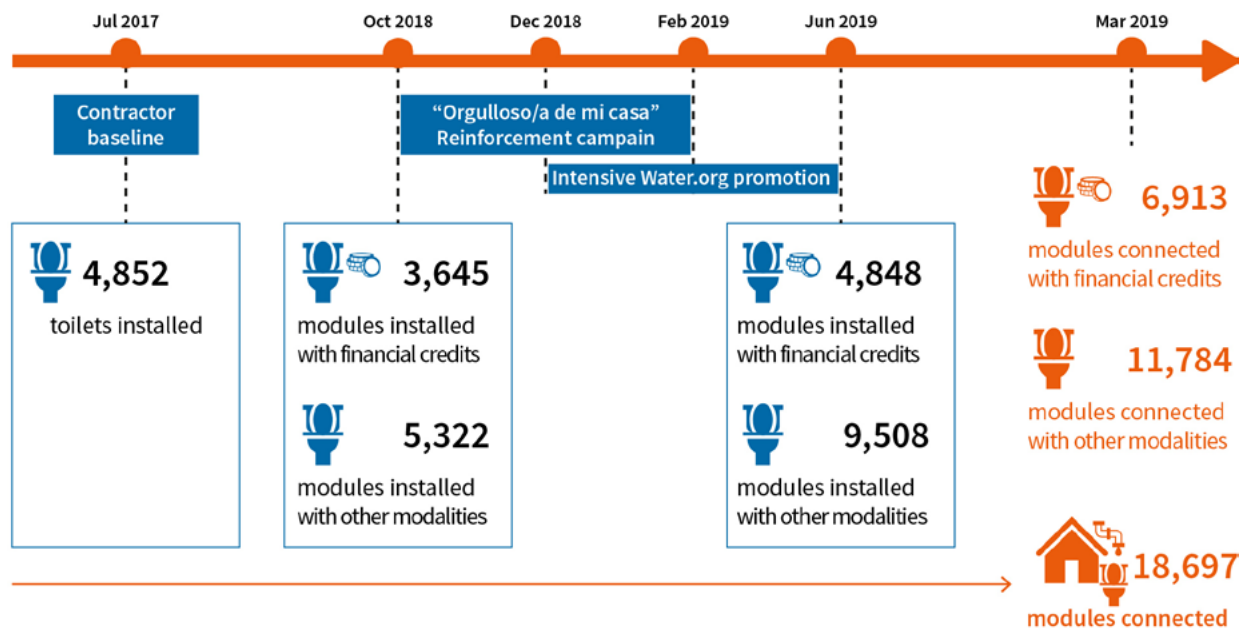 Jul 2017
Oct 2018
Dec 2018
Feb 2019
Jun 2019
Mar 2019
Contractor
baseline
“Orgulloso/a de mi casa”
Reinforcement campain
Intensive Water.org promotion
4,852
toilets installed
3,645
modules installed
with financial credits
5,322
modules installed
with other modalities
4,848
modules installed
with financial credits
9,508
modules installed
with other modalities
6,913
modules connected
with financial credits
11,784
modules connected
with other modalities
18,697
modules connected